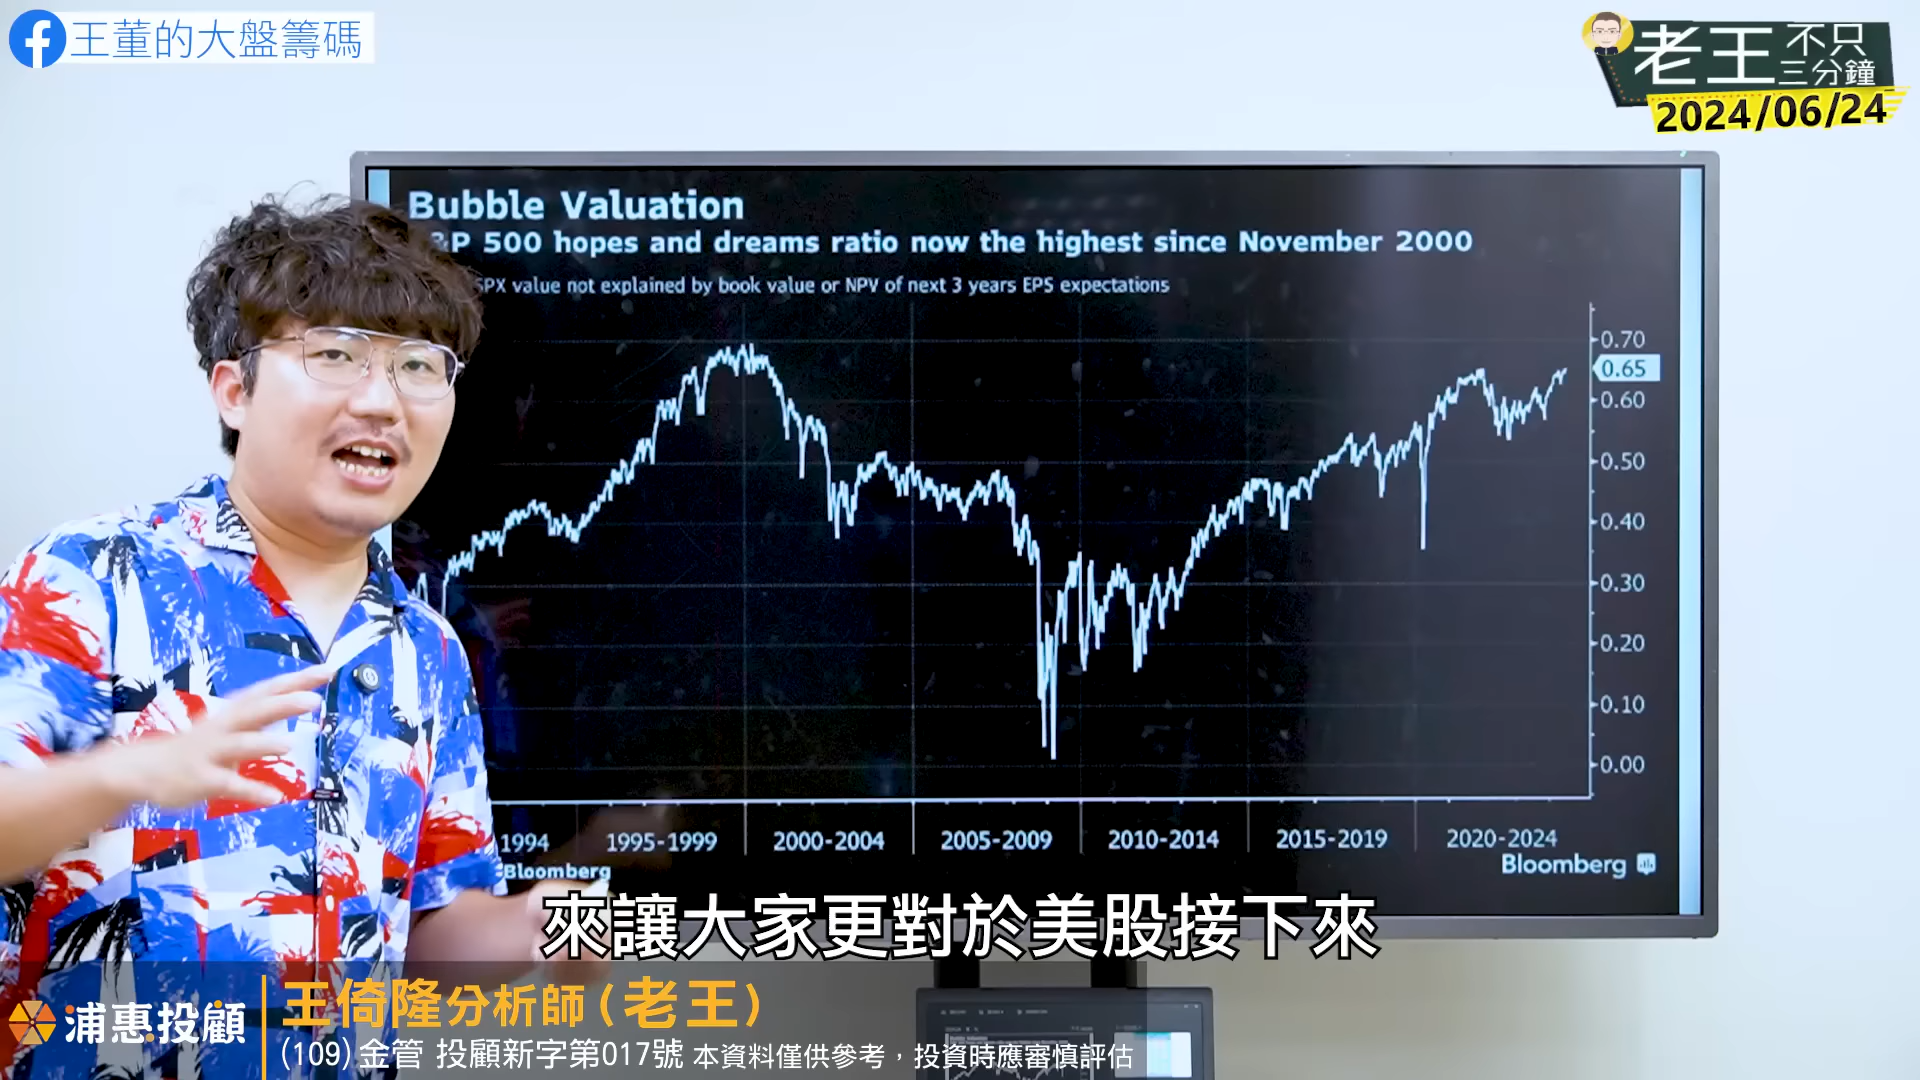 王董的大盤籌碼
老王不只三分鐘
2024/06/24
Bubble Valuation
&P 500 hopes and dreams ratio now the highest since November 2000
SPX value not explained by book value or NPV of next 3 years EPS expectations
0.70
0.65
0.60
0.50
0.40
0.30
0.20
0.10
0.00
1994 1995-1999 2000-2004 2005-2009 2010-2014 2015-2019 2020-2024
Bloomberg
Bloomberg
來讓大家更對於美股接下來
浦惠投顧
王倚隆分析師(老王)
(109)金管 投顧新字第017號 本資料僅供參考，投資時應審慎評估